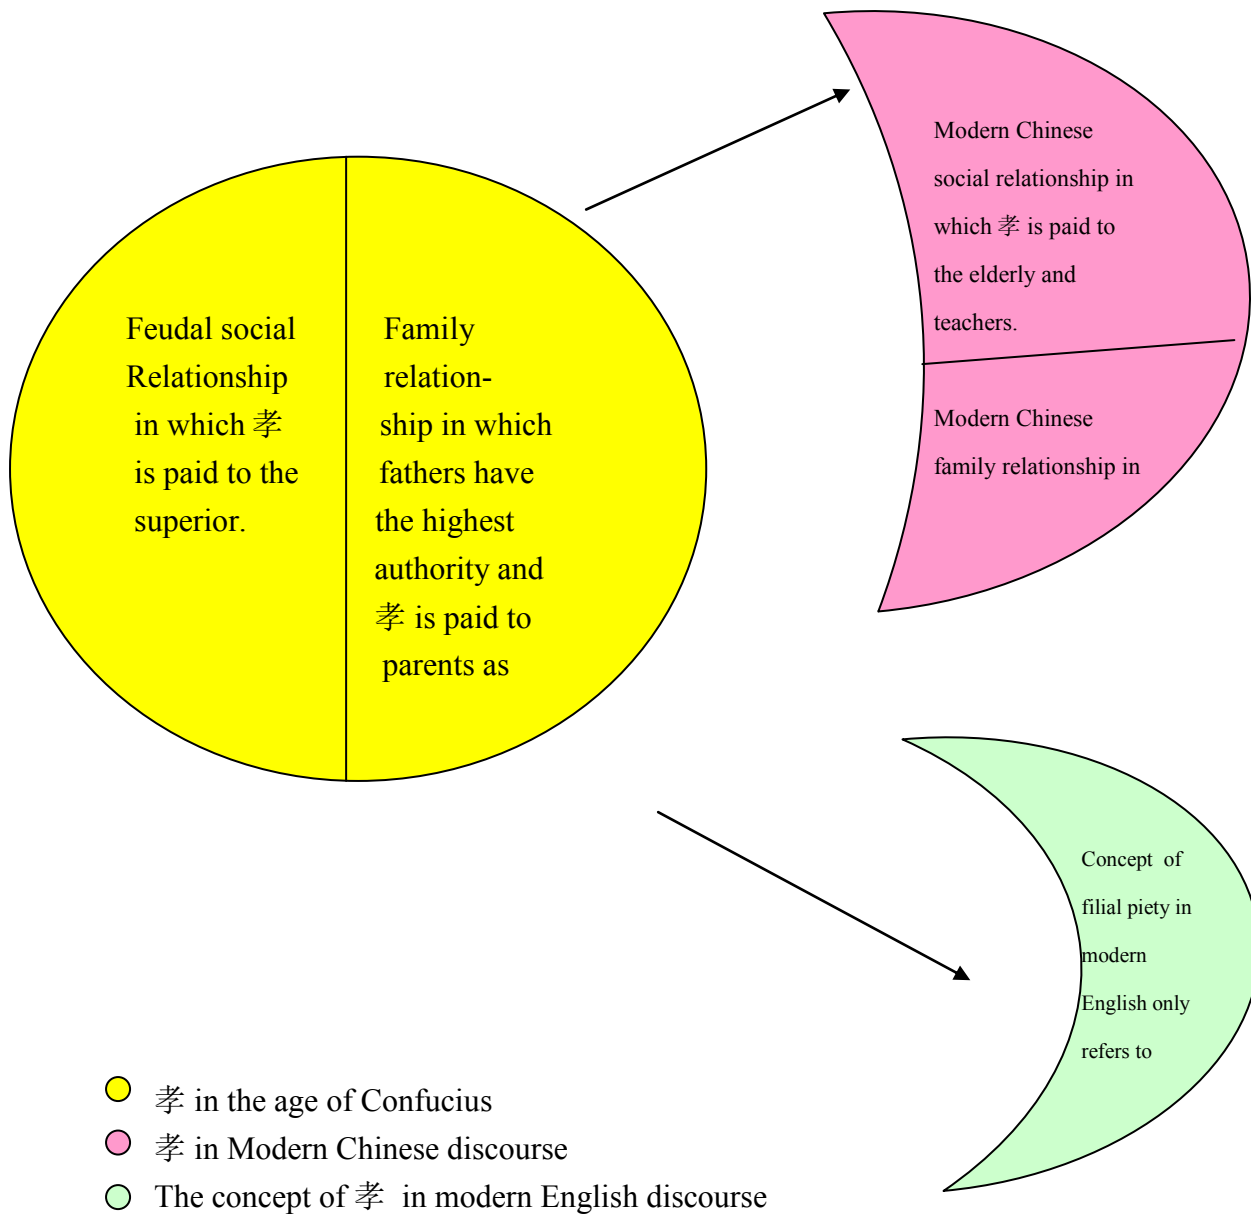 Feudal social
Relationship
in which 孝
is paid to the
superior.
Family
relation-
ship in which
fathers have
the highest
authority and
孝 is paid to
parents as
Modern Chinese
social relationship in
which 孝 is paid to
the elderly and
teachers.
Modern Chinese
family relationship in
Concept of
filial piety in
modern
English only
refers to
孝 in the age of Confucius
孝 in Modern Chinese discourse
The concept of 孝 in modern English discourse